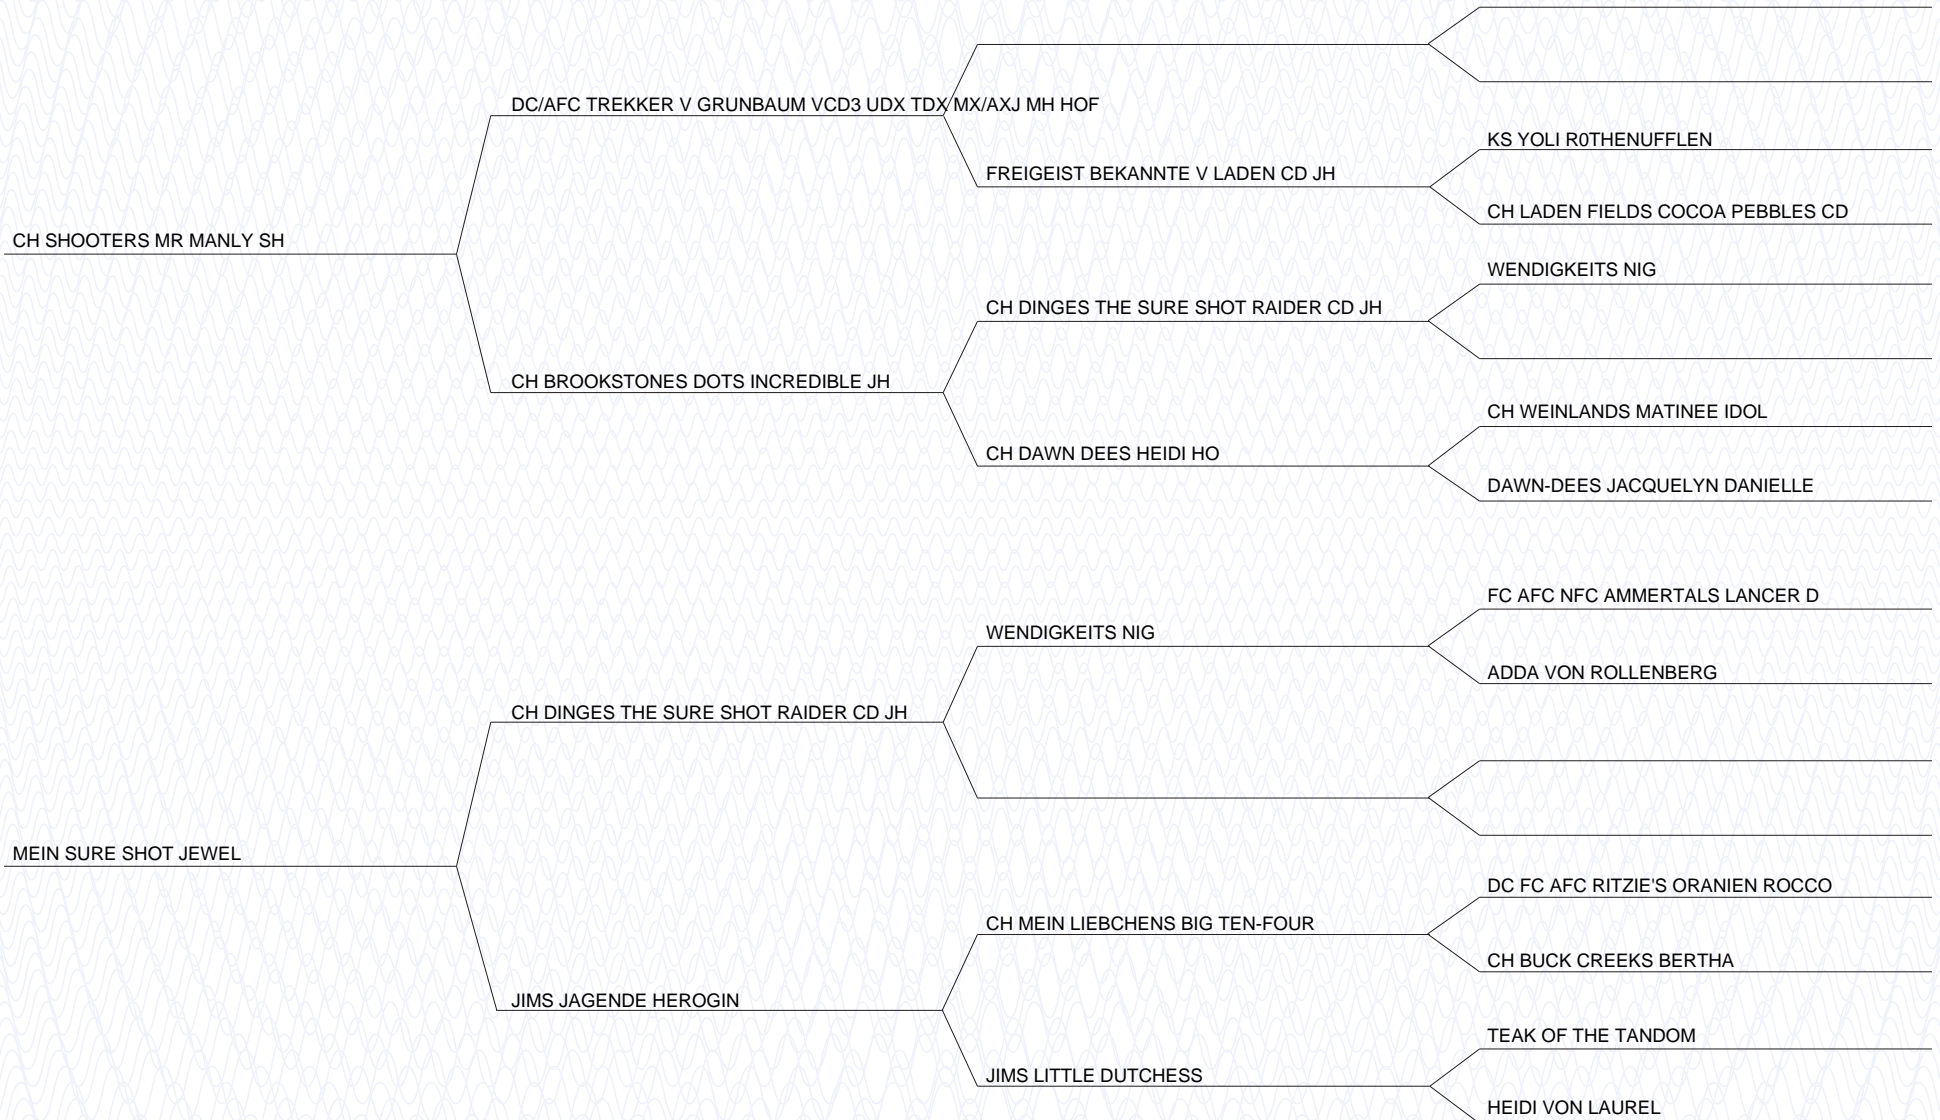 DC/AFC TREKKER V GRUNBAUM VCD3 UDX TDX MX/AXJ MH HOF
KS YOLI R0THENUFFLEN
FREIGEIST BEKANNTE V LADEN CD JH
CH LADEN FIELDS COCOA PEBBLES CD
CH SHOOTERS MR MANLY SH
WENDIGKEITS NIG
CH DINGES THE SURE SHOT RAIDER CD JH
CH BROOKSTONES DOTS INCREDIBLE JH
CH WEINLANDS MATINEE IDOL
CH DAWN DEES HEIDI HO
DAWN-DEES JACQUELYN DANIELLE
FC AFC NFC AMMERTALS LANCER D
WENDIGKEITS NIG
ADDA VON ROLLENBERG
CH DINGES THE SURE SHOT RAIDER CD JH
MEIN SURE SHOT JEWEL
DC FC AFC RITZIE'S ORANIEN ROCCO
CH MEIN LIEBCHENS BIG TEN-FOUR
CH BUCK CREEKS BERTHA
JIMS JAGENDE HEROGIN
TEAK OF THE TANDOM
JIMS LITTLE DUTCHESS
HEIDI VON LAUREL